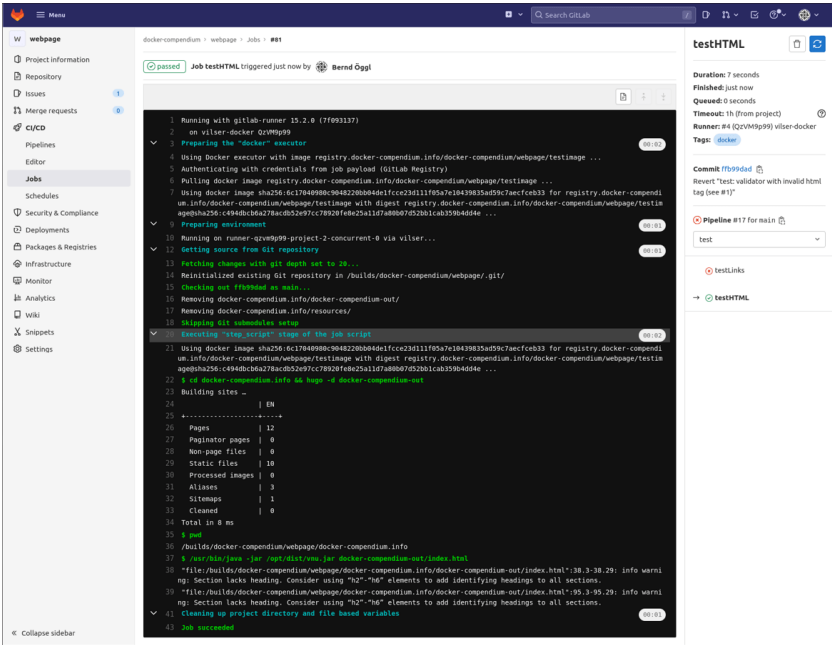 Menu
Search GitLab
/
W webpage
Project information
Repository
Issues 1
Merge requests 0
CI/CD
Pipelines
Editor
Jobs
Schedules
Security & Compliance
Deployments
Packages & Registries
Infrastructure
Monitor
Analytics
Wiki
Snippets
Settings
« Collapse sidebar
docker-compendium > webpage > Jobs > #81
passed Job testHTML triggered just now by Bernd Öggl
1 Running with gitlab-runner 15.2.0 (7f093137)
2 on vilser-docker QzVM9p99
3 Preparing the "docker" executor 00:02
4 Using Docker executor with image registry.docker-compendium.info/docker-compendium/webpage/testimage ...
5 Authenticating with credentials from job payload (GitLab Registry)
6 Pulling docker image registry.docker-compendium.info/docker-compendium/webpage/testimage ...
7 Using docker image sha256:6c17040980c9048220bb04de1fcce23d111f05a7e10439835ad59c7aecfceb33 for registry.docker-compendi
um.info/docker-compendium/webpage/testimage with digest registry.docker-compendium.info/docker-compendium/webpage/testim
age@sha256:c494dbcb6a278acdb52e97cc78920fe8e25a11d7a80b07d52bb1cab359b4dd4e ...
9 Preparing environment 00:01
10 Running on runner-qzvm9p99-project-2-concurrent-0 via vilser...
12 Getting source from Git repository 00:01
13 Fetching changes with git depth set to 20...
14 Reinitialized existing Git repository in /builds/docker-compendium/webpage/.git/
15 Checking out ffb99dad as main...
16 Removing docker-compendium.info/docker-compendium-out/
17 Removing docker-compendium.info/resources/
18 Skipping Git submodules setup
20 Executing "step_script" stage of the job script 00:02
21 Using docker image sha256:6c17040980c9048220bb04de1fcce23d111f05a7e10439835ad59c7aecfceb33 for registry.docker-compendi
um.info/docker-compendium/webpage/testimage with digest registry.docker-compendium.info/docker-compendium/webpage/testim
age@sha256:c494dbcb6a278acdb52e97cc78920fe8e25a11d7a80b07d52bb1cab359b4dd4e ...
22 $ cd docker-compendium.info && hugo -d docker-compendium-out
23 Building sites …
24 | EN
25 +------------------+----+
26 Pages | 12
27 Paginator pages | 0
28 Non-page files | 0
29 Static files | 10
30 Processed images | 0
31 Aliases | 3
32 Sitemaps | 1
33 Cleaned | 0
34 Total in 8 ms
35 $ pwd
36 /builds/docker-compendium/webpage/docker-compendium.info
37 $ /usr/bin/java -jar /opt/dist/vnu.jar docker-compendium-out/index.html
38 "file:/builds/docker-compendium/webpage/docker-compendium.info/docker-compendium-out/index.html":38.3-38.29: info warni
ng: Section lacks heading. Consider using “h2”-“h6” elements to add identifying headings to all sections.
39 "file:/builds/docker-compendium/webpage/docker-compendium.info/docker-compendium-out/index.html":95.3-95.29: info warni
ng: Section lacks heading. Consider using “h2”-“h6” elements to add identifying headings to all sections.
41 Cleaning up project directory and file based variables 00:01
43 Job succeeded
testHTML
Duration: 7 seconds
Finished: just now
Queued: 0 seconds
Timeout: 1h (from project)
Runner: #4 (QzVM9p99) vilser-docker
Tags: docker
Commit ffb99dad
Revert "test: validator with invalid html
tag (see #1)"
Pipeline #17 for main
test
testLinks
→ testHTML